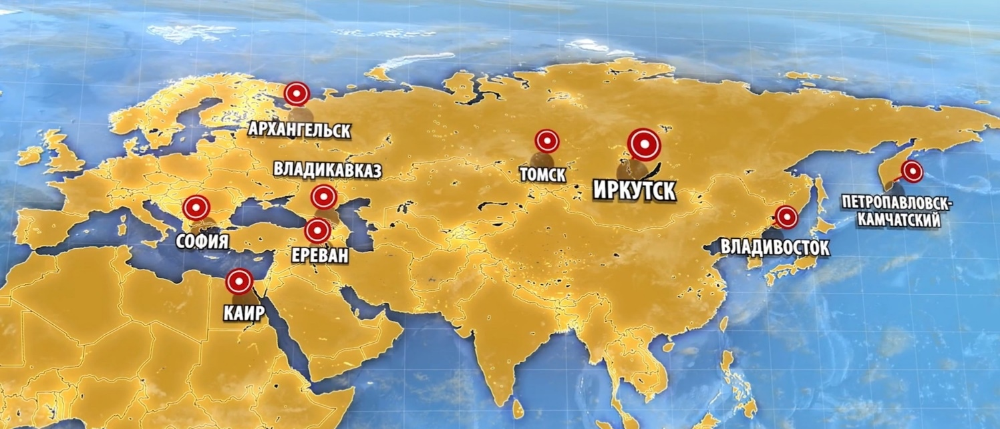 АРХАНГЕЛЬСК
ВЛАДИКАВКАЗ
ТОМСК
ИРКУТСК
ПЕТРОПАВЛОВСК-
КАМЧАТСКИЙ
СОФИЯ
ЕРЕВАН
ВЛАДИВОСТОК
КАИР